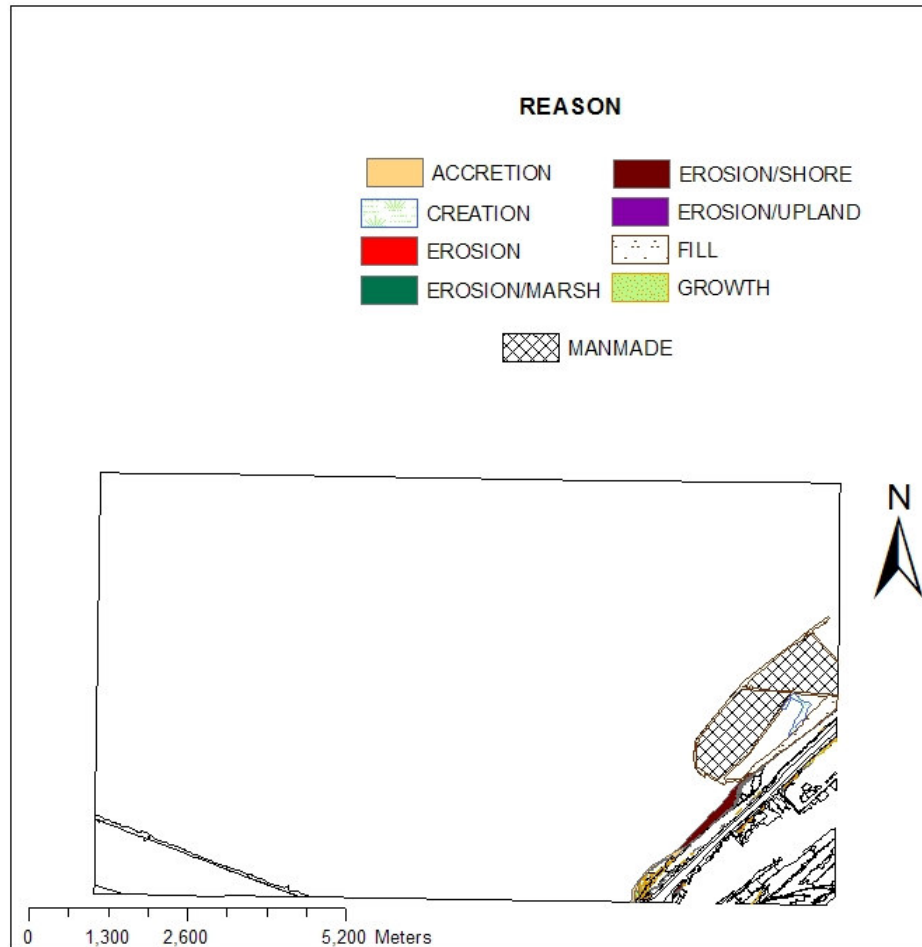 REASON
ACCRETION
EROSION/SHORE
CREATION
EROSION/UPLAND
EROSION
FILL
EROSION/MARSH
GROWTH
MANMADE
N
0 1,300 2,600 5,200 Meters